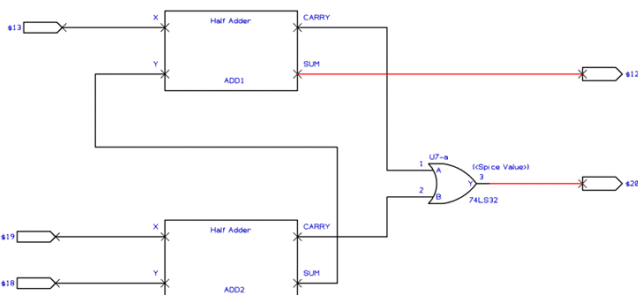 X Half Adder CARRY
$13
Y SUM
ADD1 $12
U7-a
1 A (<Spice Value>)
3
Y $20
2 B
74LS32
X Half Adder CARRY
$19
Y SUM
$18
ADD2